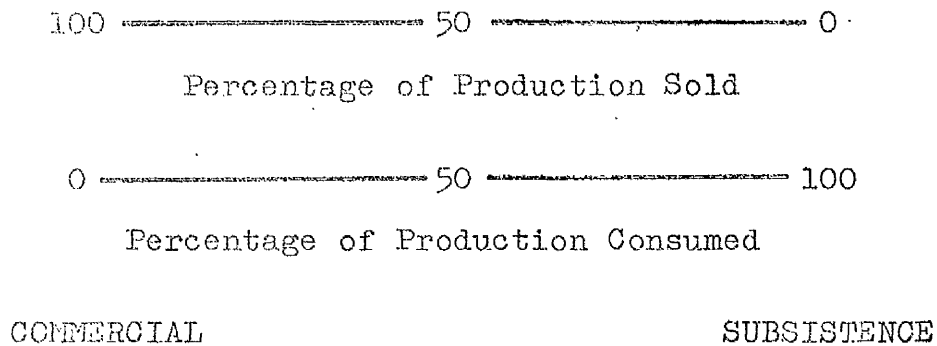 100 50 0
Percentage of Production Sold
0 50 100
Percentage of Production Consumed
COMMERCIAL SUBSISTENCE